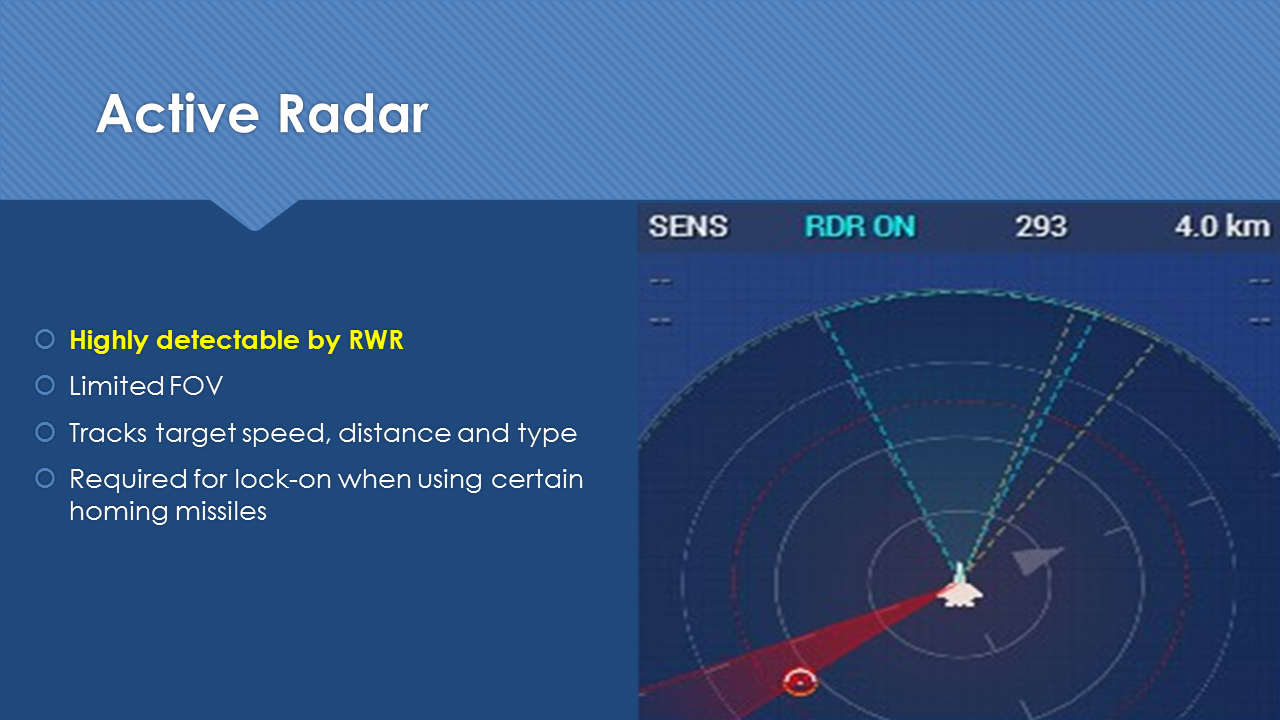 Active Radar
Highly detectable by RWR
Limited FOV
Tracks target speed, distance and type
Required for lock-on when using certain
homing missiles
SENS RDR ON 293 4.0 km
-- --
-- --